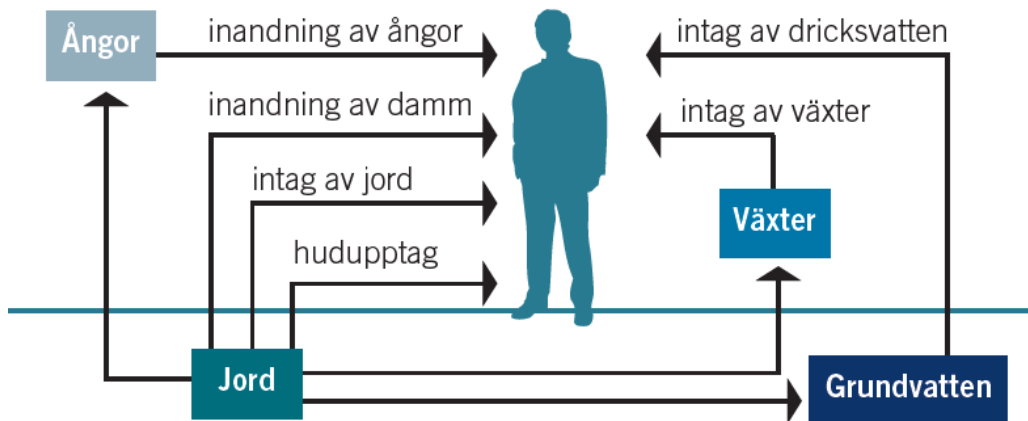 Ångor
inandning av ångor
intag av dricksvatten
inandning av damm
intag av växter
intag av jord
Växter
hudupptag
Jord
Grundvatten